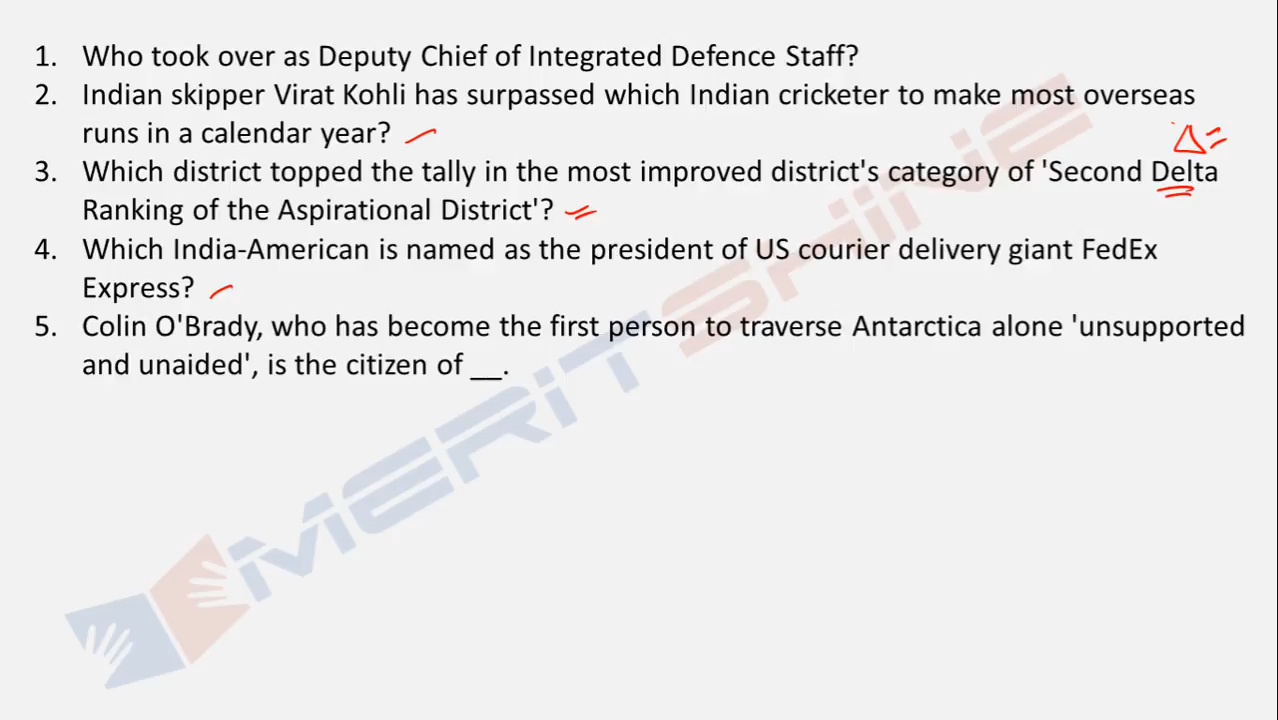 1. Who took over as Deputy Chief of Integrated Defence Staff?
2. Indian skipper Virat Kohli has surpassed which Indian cricketer to make most overseas
runs in a calendar year?
Δ=
3. Which district topped the tally in the most improved district's category of 'Second Delta
Ranking of the Aspirational District'?
4. Which India-American is named as the president of US courier delivery giant FedEx
Express?
5. Colin O'Brady, who has become the first person to traverse Antarctica alone 'unsupported
and unaided', is the citizen of __.
MERITSHINE